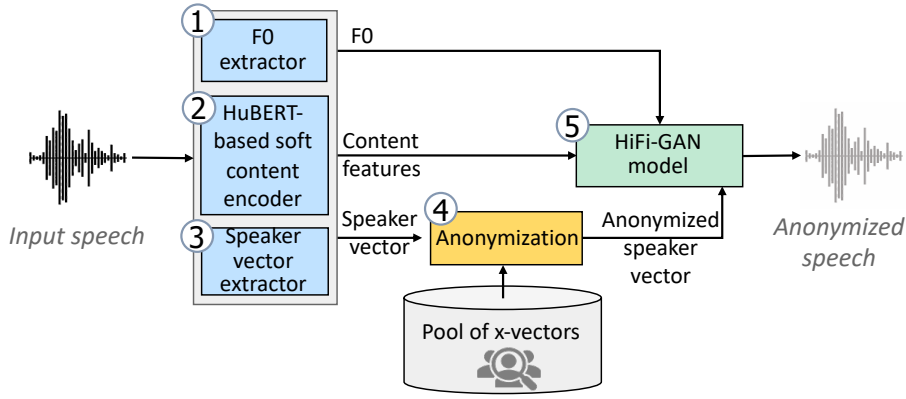 1
F0
extractor
F0
2
HuBERT-
based soft
content
encoder
Content
features
5
HiFi-GAN
model
Input speech
3
Speaker
vector
extractor
Speaker
vector
4
Anonymization
Anonymized
speaker
vector
Anonymized
speech
Pool of x-vectors